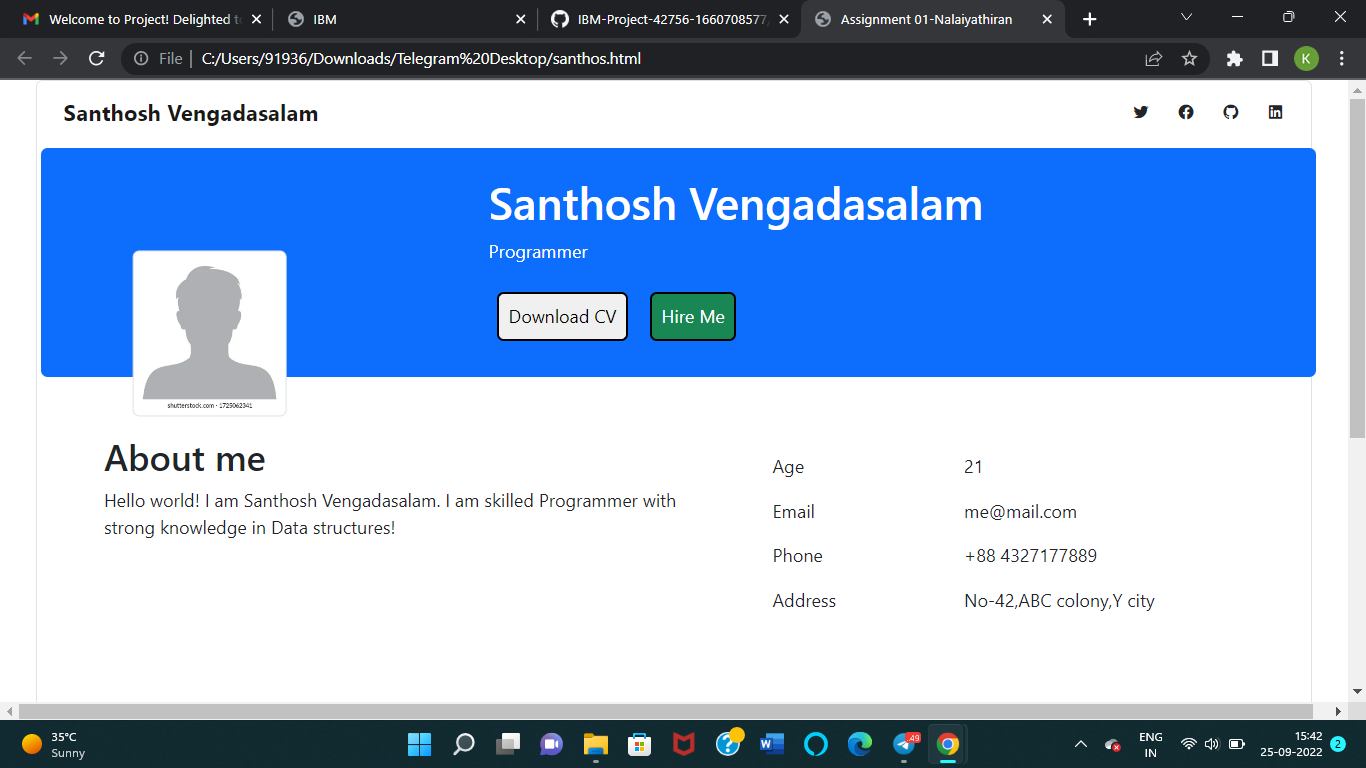 Welcome to Project! Delighted to
IBM
IBM-Project-42756-1660708577
Assignment 01-Nalaiyathiran
File
C:/Users/91936/Downloads/Telegram%20Desktop/santhos.html
K
Santhosh Vengadasalam
Santhosh Vengadasalam
Programmer
Download CV
Hire Me
shutterstock.com · 1725062341
About me
Hello world! I am Santhosh Vengadasalam. I am skilled Programmer with
strong knowledge in Data structures!
Age 21
Email me@mail.com
Phone +88 4327177889
Address No-42,ABC colony,Y city
35°C
Sunny
49
ENG
IN
15:42
25-09-2022
2